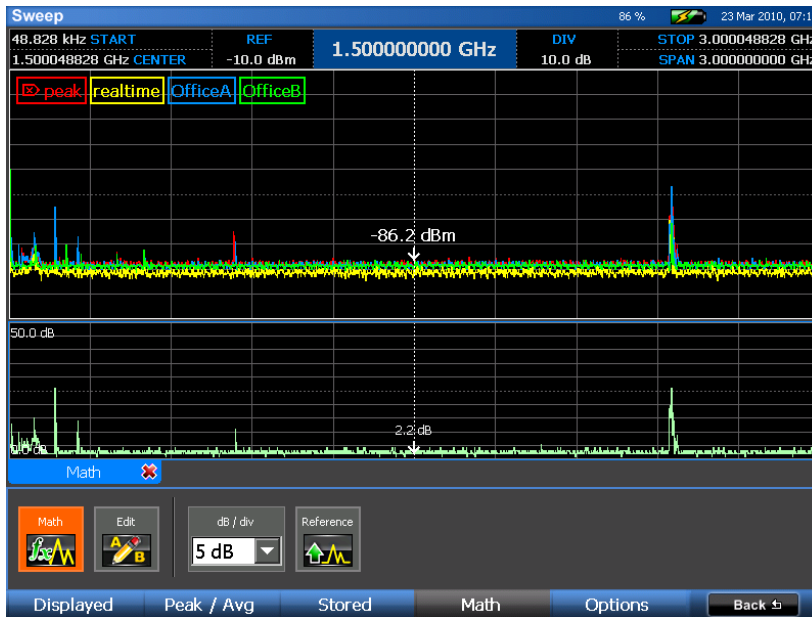 Sweep 86 % 23 Mar 2010, 07:1
48.828 kHz START REF 1.500000000 GHz DIV STOP 3.000048828 GHz
1.500048828 GHz CENTER -10.0 dBm 10.0 dB SPAN 3.000000000 GHz
peak realtime OfficeA OfficeB
-86.2 dBm
50.0 dB
2.2 dB
Math
Math Edit dB / div Reference
5 dB
Displayed Peak / Avg Stored Math Options Back